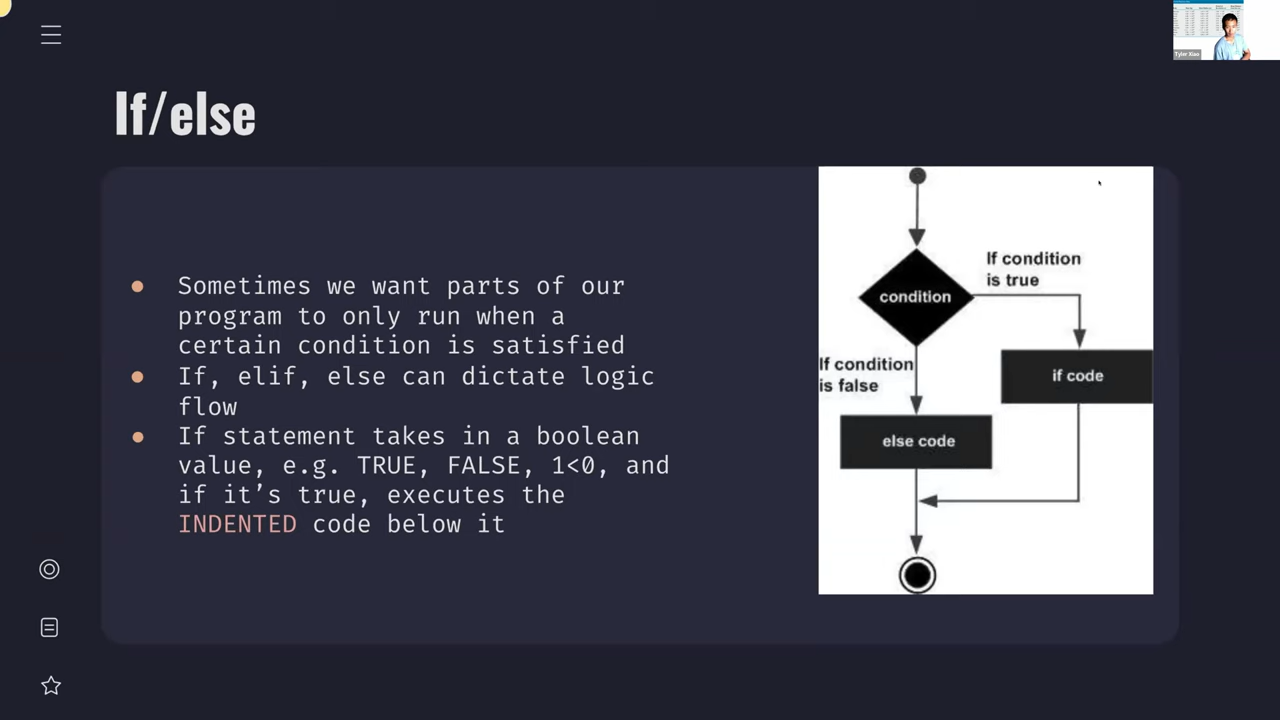 Tyler Xiao
If/else
Sometimes we want parts of our
program to only run when a
certain condition is satisfied
If, elif, else can dictate logic
flow
If statement takes in a boolean
value, e.g. TRUE, FALSE, 1<0, and
if it’s true, executes the
INDENTED code below it
If condition
is true
condition
If condition
is false
if code
else code